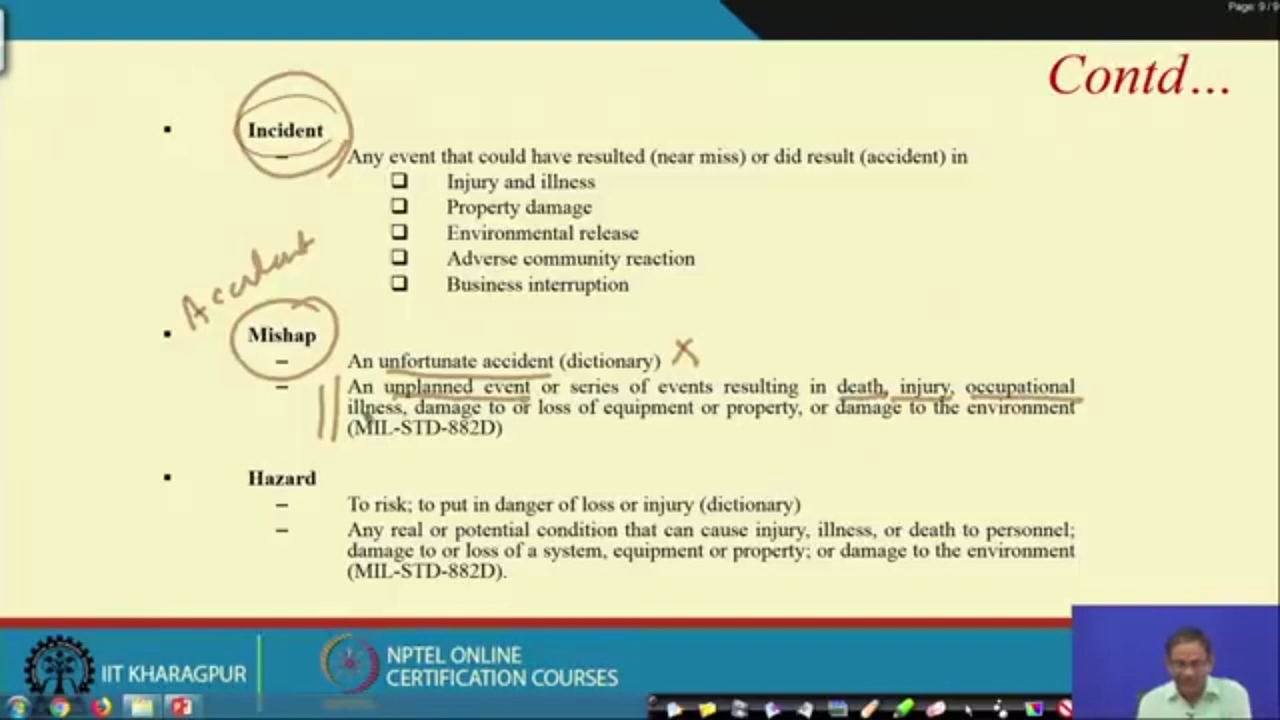 Page: 9 / 9
Contd...
▪ Incident
– Any event that could have resulted (near miss) or did result (accident) in
❑ Injury and illness
❑ Property damage
❑ Environmental release
❑ Adverse community reaction
❑ Business interruption
Accident
▪ Mishap
– An unfortunate accident (dictionary) X
– An unplanned event or series of events resulting in death, injury, occupational
illness, damage to or loss of equipment or property, or damage to the environment
(MIL-STD-882D)
▪ Hazard
– To risk; to put in danger of loss or injury (dictionary)
– Any real or potential condition that can cause injury, illness, or death to personnel;
damage to or loss of a system, equipment or property; or damage to the environment
(MIL-STD-882D).
IIT KHARAGPUR
NPTEL ONLINE
CERTIFICATION COURSES